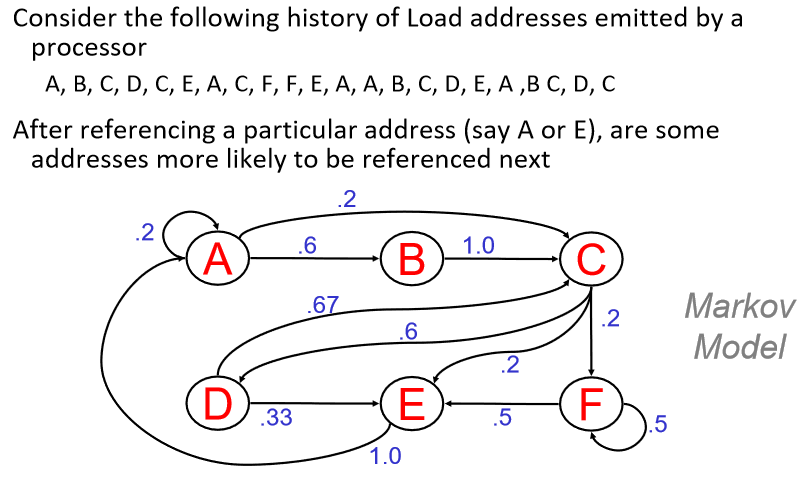 Consider the following history of Load addresses emitted by a
processor
A, B, C, D, C, E, A, C, F, F, E, A, A, B, C, D, E, A ,B C, D, C
After referencing a particular address (say A or E), are some
addresses more likely to be referenced next
.2
.2
A
.6
B
1.0
C
.67
.6
.2
Markov
Model
.2
D
.33
E
.5
F
.5
1.0